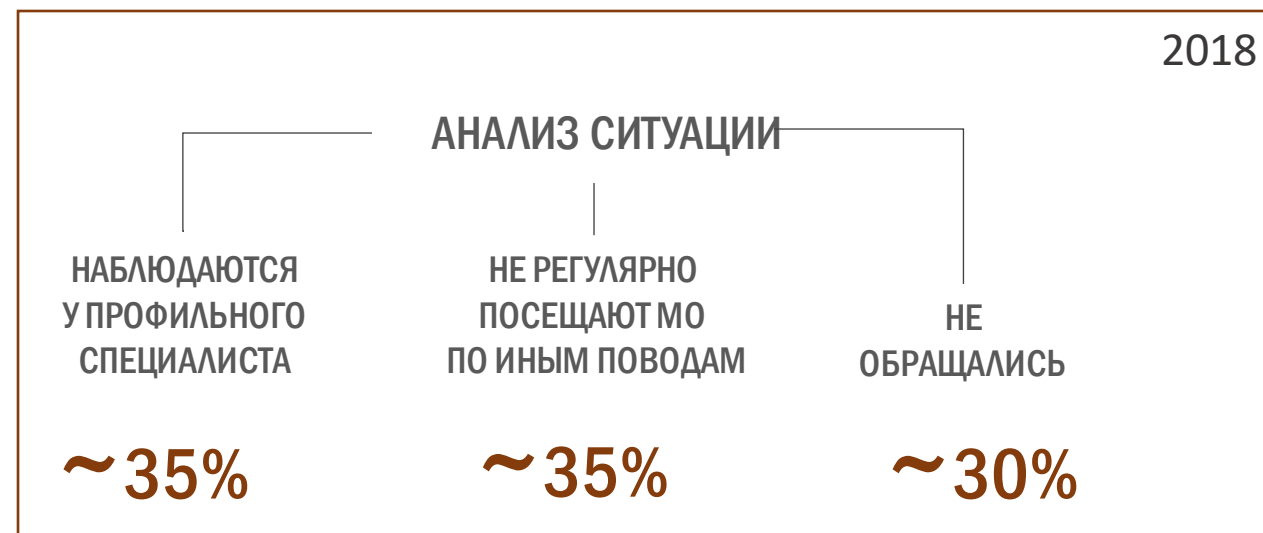 2018
АНАЛИЗ СИТУАЦИИ
НАБЛЮДАЮТСЯ
У ПРОФИЛЬНОГО
СПЕЦИАЛИСТА
~35%
НЕ РЕГУЛЯРНО
ПОСЕЩАЮТ МО
ПО ИНЫМ ПОВОДАМ
~35%
НЕ
ОБРАЩАЛИСЬ
~30%